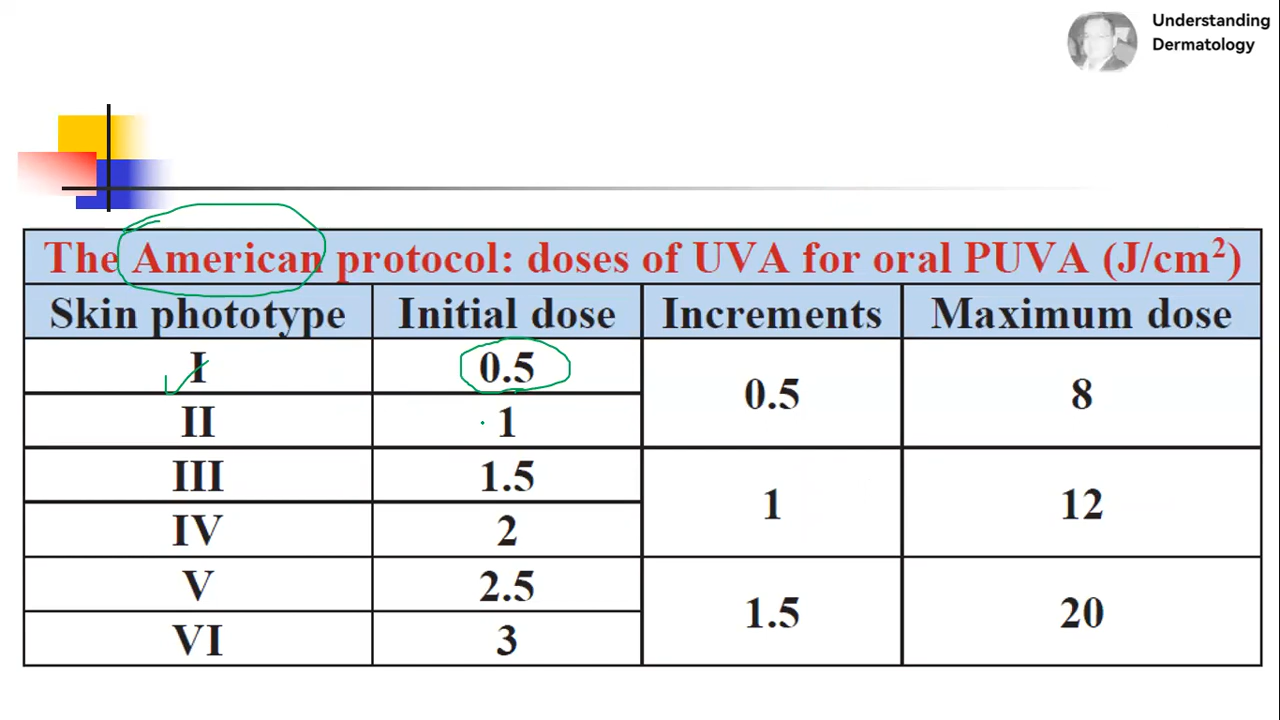 Understanding
Dermatology
The American protocol: doses of UVA for oral PUVA (J/cm²)
Skin phototype Initial dose Increments Maximum dose
I 0.5 0.5 8
II 1
III 1.5 1 12
IV 2
V 2.5 1.5 20
VI 3